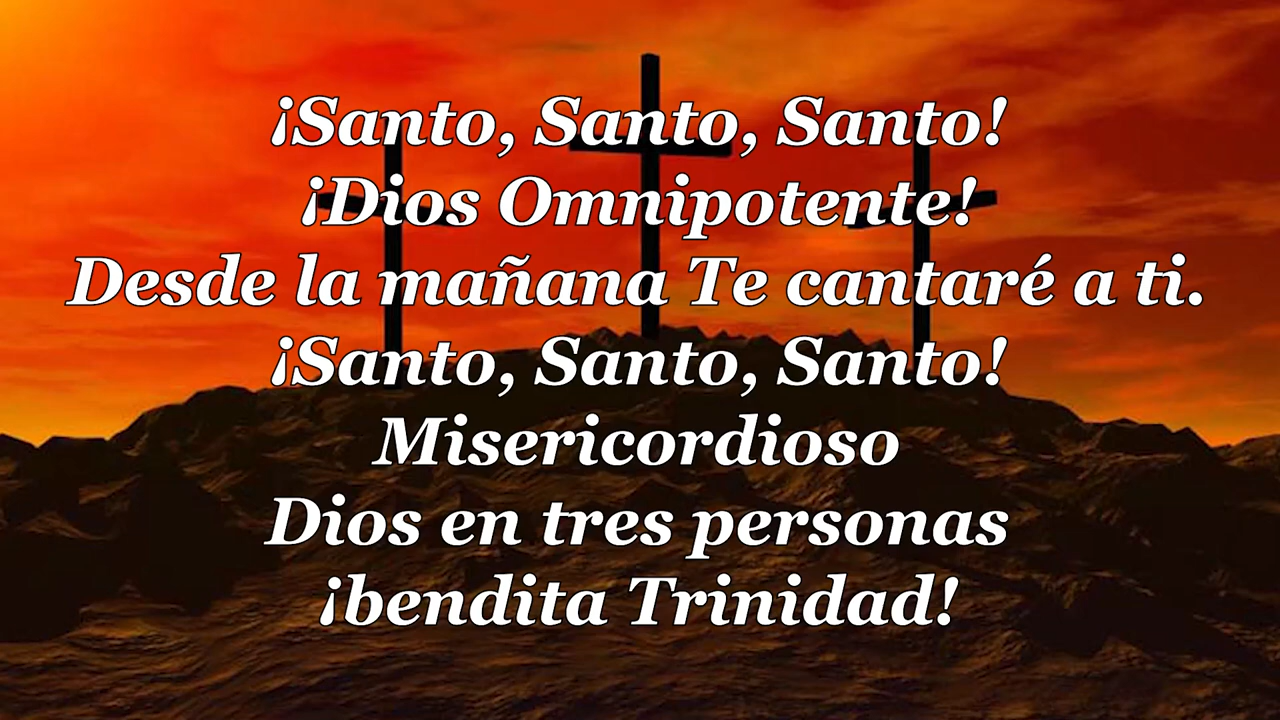 ¡Santo, Santo, Santo!
¡Dios Omnipotente!
Desde la mañana Te cantaré a ti.
¡Santo, Santo, Santo!
Misericordioso
Dios en tres personas
¡bendita Trinidad!